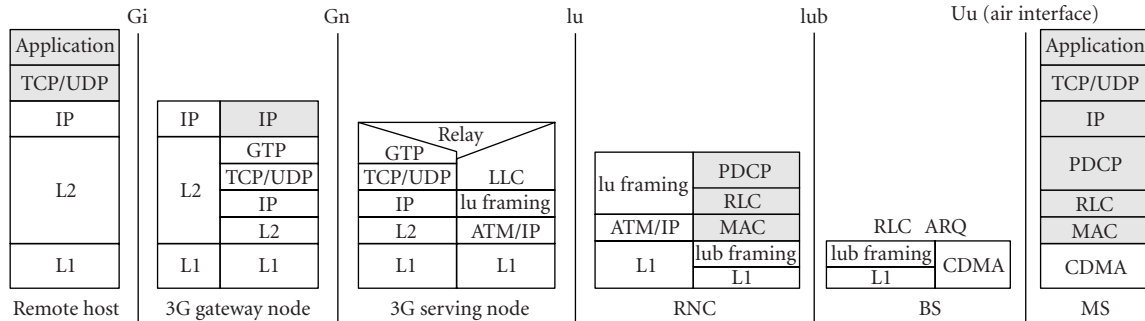 Gi
Gn
lu
lub
Uu (air interface)
Application
TCP/UDP
IP
L2
L1
Remote host
IP
L2
L1
IP
GTP
TCP/UDP
IP
L2
L1
3G gateway node
Relay
GTP
TCP/UDP
IP
L2
L1
LLC
lu framing
ATM/IP
L1
3G serving node
lu framing
ATM/IP
L1
PDCP
RLC
MAC
lub framing
L1
RNC
RLC ARQ
lub framing
L1
CDMA
BS
Application
TCP/UDP
IP
PDCP
RLC
MAC
CDMA
MS